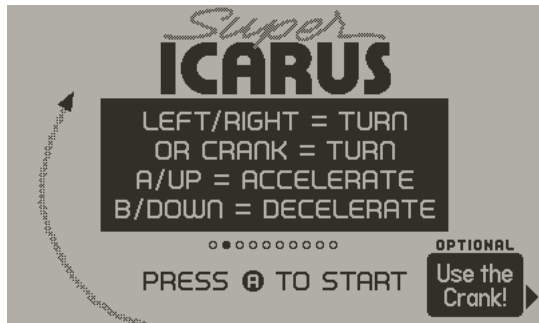 Super
ICARUS
LEFT/RIGHT = TURN
OR CRANK = TURN
A/UP = ACCELERATE
B/DOWN = DECELERATE
PRESS A TO START
OPTIONAL
Use the
Crank!